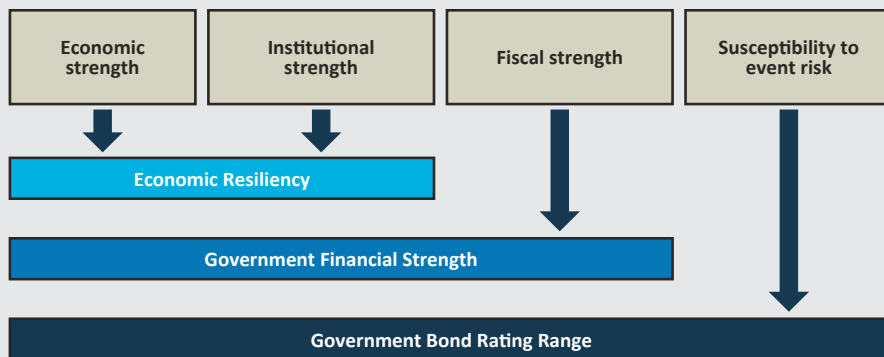 Economic
strength
Institutional
strength
Fiscal strength
Susceptibility to
event risk
Economic Resiliency
Government Financial Strength
Government Bond Rating Range